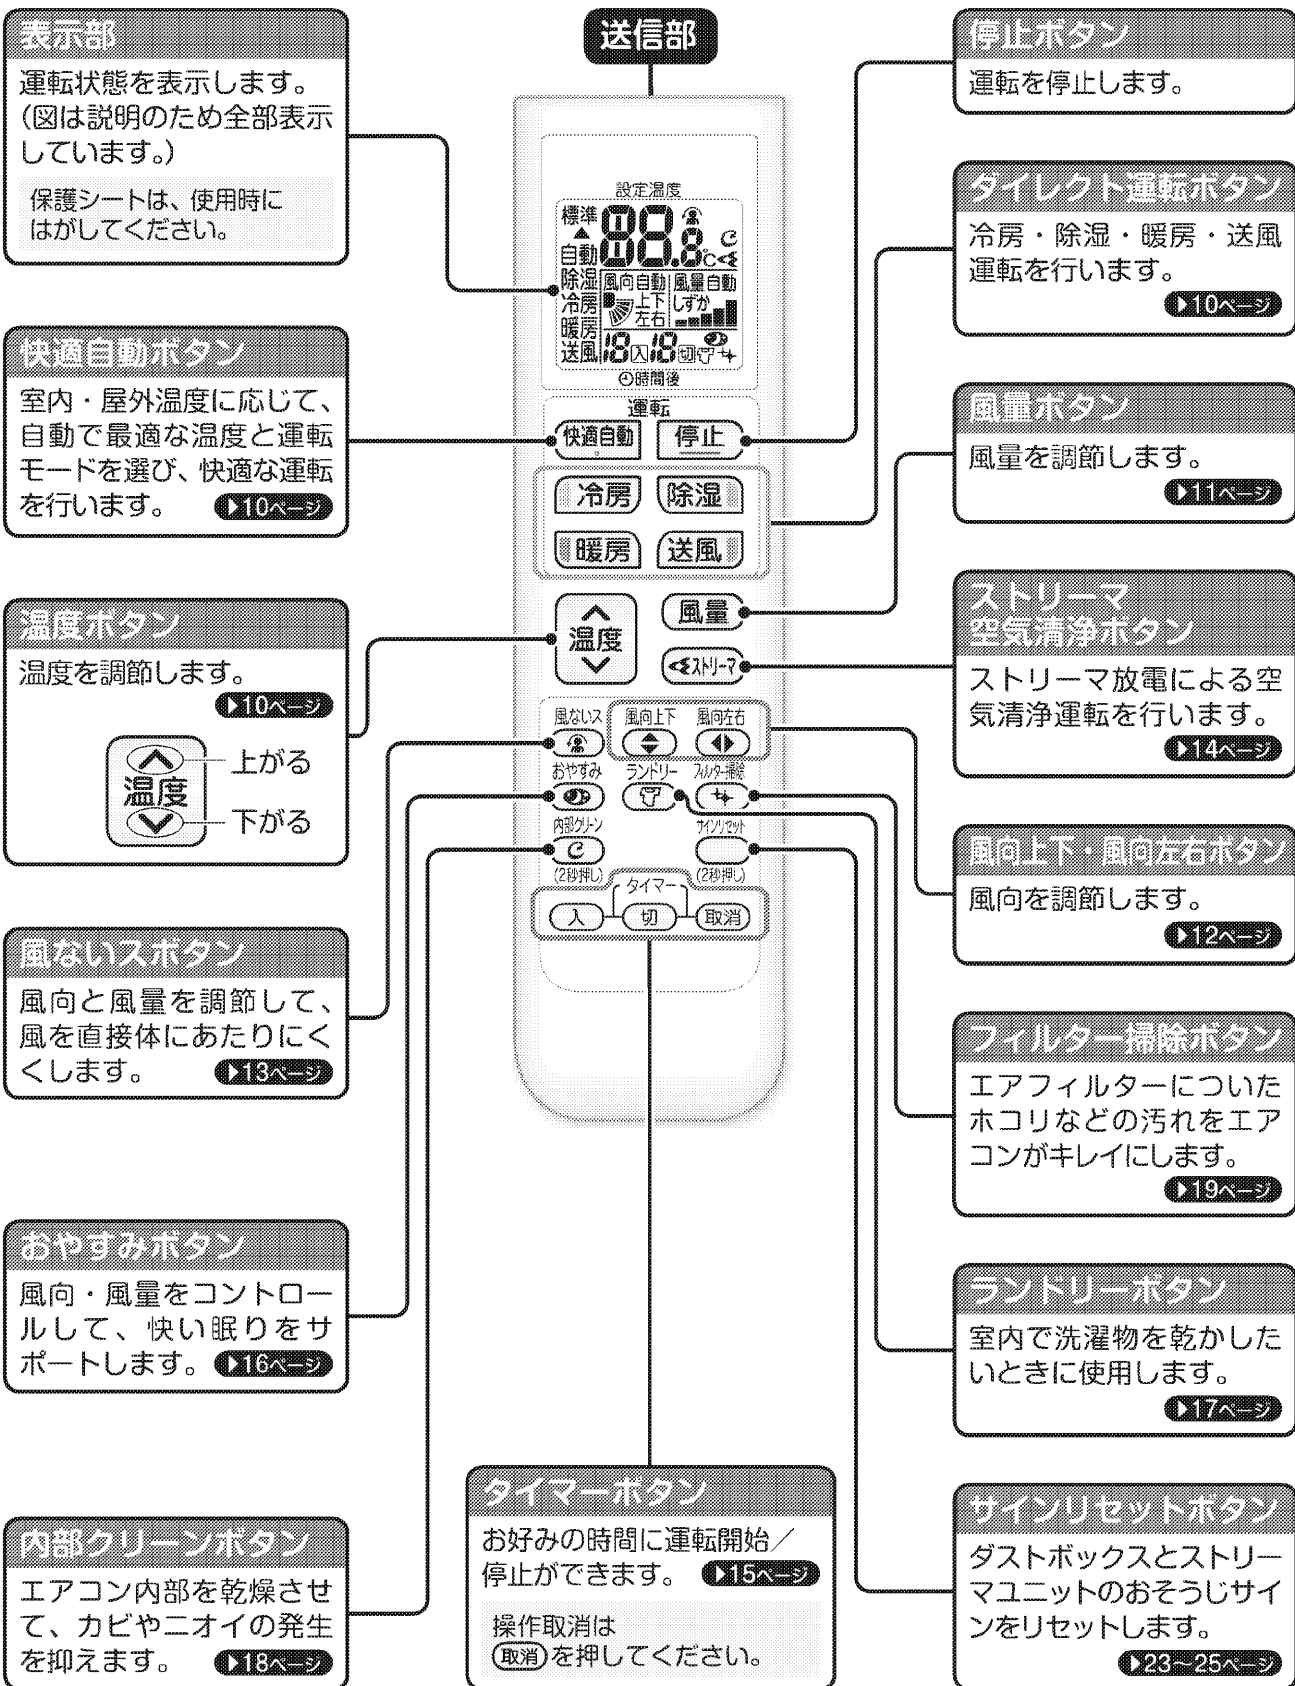 表示部
運転状態を表示します。
(図は説明のため全部表示
しています。)
保護シートは、使用時に
はがしてください。
快適自動ボタン
室内・屋外温度に応じて、
自動で最適な温度と運転
モードを選び、快適な運転
を行います。 ▶10ページ
温度ボタン
温度を調節します。
▶10ページ
温度
上がる
下がる
風ないスボタン
風向と風量を調節して、
風を直接体にあたりにく
くします。 ▶13ページ
おやすみボタン
風向・風量をコントロー
ルして、快い眠りをサ
ポートします。 ▶16ページ
内部クリーンボタン
エアコン内部を乾燥させ
て、カビやニオイの発生
を抑えます。 ▶18ページ
送信部
設定温度
標準
88.8℃
自動
除湿 風向自動 風量自動
冷房 上下 しずか
暖房 左右
送風 18入 18切
時間後
運転
快適自動 停止
冷房 除湿
暖房 送風
温度 風量
ストリーマ
風ないス 風向上下 風向左右
おやすみ ランドリー フィルター掃除
内部クリーン サインリセット
(2秒押し) (2秒押し)
タイマー
入 切 取消
タイマーボタン
お好みの時間に運転開始/
停止ができます。 ▶15ページ
操作取消は
取消を押してください。
停止ボタン
運転を停止します。
ダイレクト運転ボタン
冷房・除湿・暖房・送風
運転を行います。
▶10ページ
風量ボタン
風量を調節します。
▶11ページ
ストリーマ
空気清浄ボタン
ストリーマ放電による空
気清浄運転を行います。
▶14ページ
風向上下・風向左右ボタン
風向を調節します。
▶12ページ
フィルター掃除ボタン
エアフィルターについた
ホコリなどの汚れをエア
コンがキレイにします。
▶19ページ
ランドリーボタン
室内で洗濯物を乾かした
いときに使用します。
▶17ページ
サインリセットボタン
ダストボックスとストリー
マユニットのおそうじサイ
ンをリセットします。
▶23~25ページ